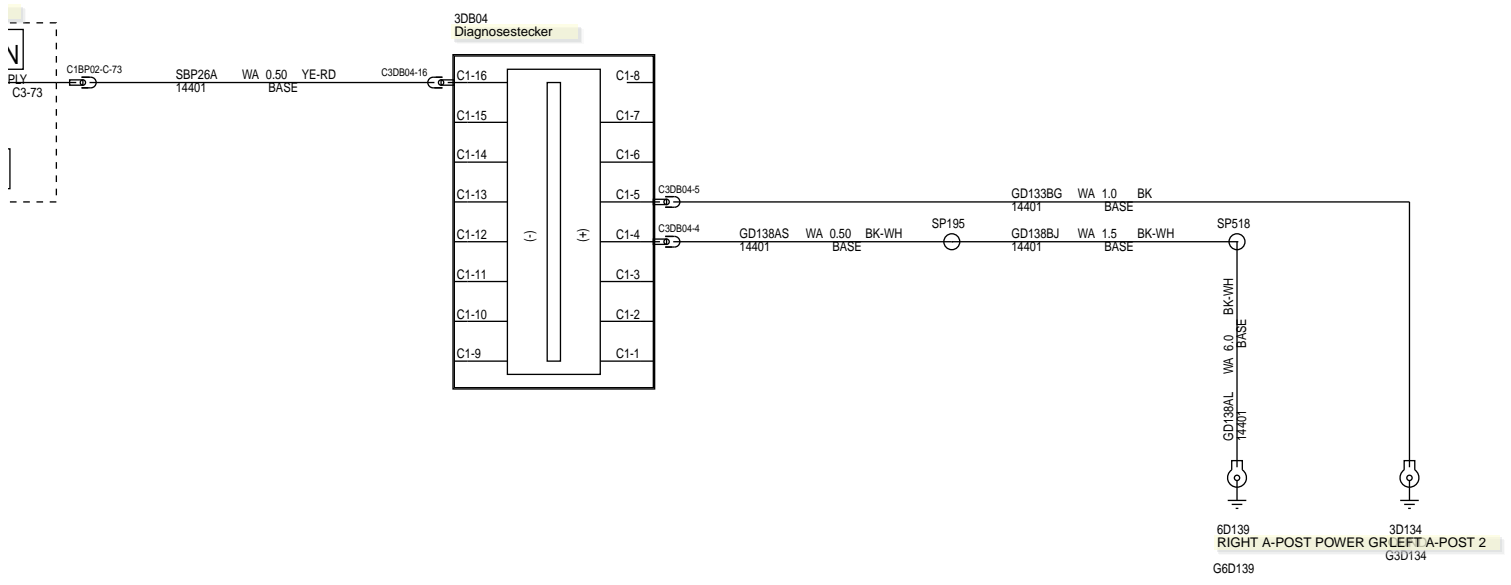 3DB04
Diagnosestecker
PLY
C3-73
C1BP02-C-73
SBP26A WA 0.50 YE-RD
14401 BASE
C3DB04-16
C1-16
C1-15
C1-14
C1-13
C1-12
C1-11
C1-10
C1-9
(-)
(+)
C1-8
C1-7
C1-6
C1-5
C1-4
C1-3
C1-2
C1-1
C3DB04-5
GD133BG WA 1.0 BK
14401 BASE
C3DB04-4
GD138AS WA 0.50 BK-WH
14401 BASE
SP195
GD138BJ WA 1.5 BK-WH
14401 BASE
SP518
GD138AL WA 6.0 BK-WH
14401 BASE
6D139
RIGHT A-POST POWER GR
G6D139
3D134
LEFT A-POST 2
G3D134